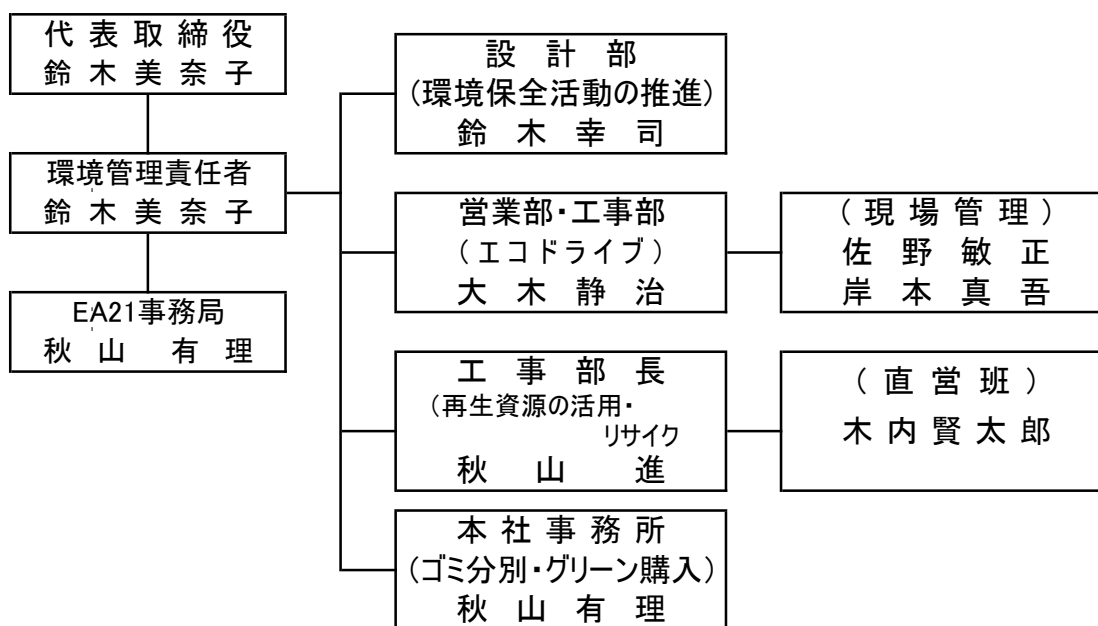 代表取締役
鈴木美奈子
環境管理責任者
鈴木美奈子
EA21事務局
秋山 有理
設計部
(環境保全活動の推進)
鈴木幸司
営業部・工事部
(エコドライブ)
大木静治
(現場管理)
佐野敏正
岸本真吾
工事部長
(再生資源の活用・
リサイク
秋山 進
(直営班)
木内賢太郎
本社事務所
(ゴミ分別・グリーン購入)
秋山有理